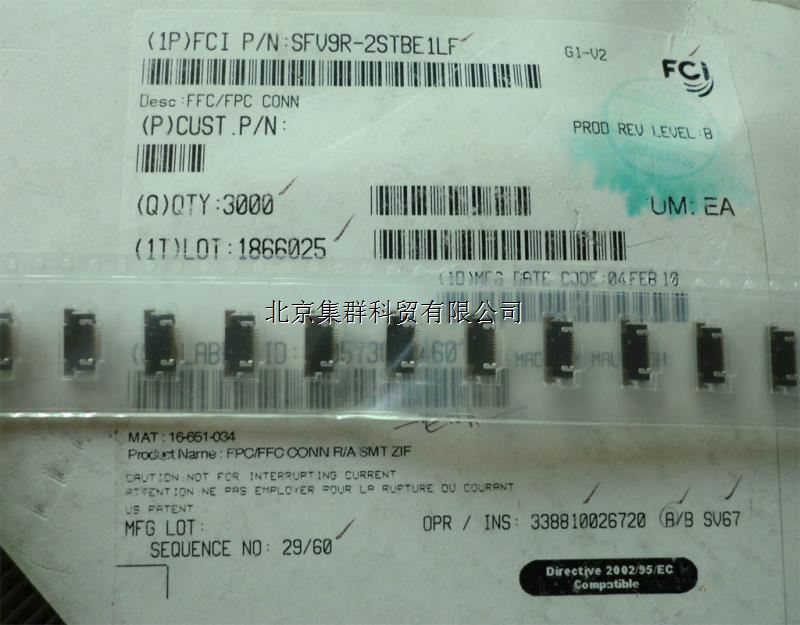 (1P)FCI P/N:SFV9R-2STBE1LF
G1-V2
FCi
Desc:FFC/FPC CONN
(P)CUST.P/N:
PROD REV LEVEL:B
(Q)QTY:3000
UM: EA
(1T)LOT:1866025
(1D)MFG DATE CODE:04FEB10
北京集群科贸有限公司
MAT : 16-651-034
Product Name : FPC/FFC CONN R/A SMT ZIF
CAUTION:NOT FOR INTERRUPTING CURRENT
ATTENTION:NE PAS EMPLOYER POUR LA RUPTURE DU COURANT
US PATENT
MFG LOT:
OPR / INS: 338810026720 A/B SV67
SEQUENCE NO: 29/60
Directive 2002/95/EC
Compatible